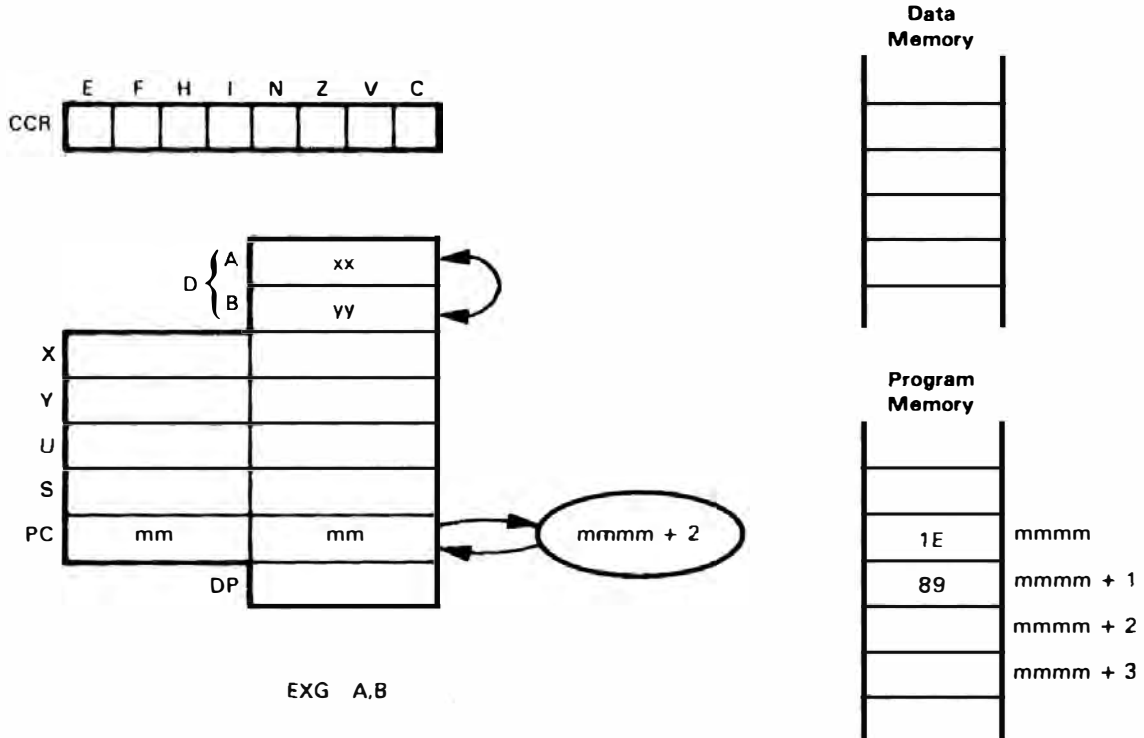 Data
Memory
E F H I N Z V C
CCR
D
A
xx
B
yy
X
Y
U
S
PC
mm
mm
mmmm + 2
DP
EXG A,B
Program
Memory
1E
mmmm
89
mmmm + 1
mmmm + 2
mmmm + 3